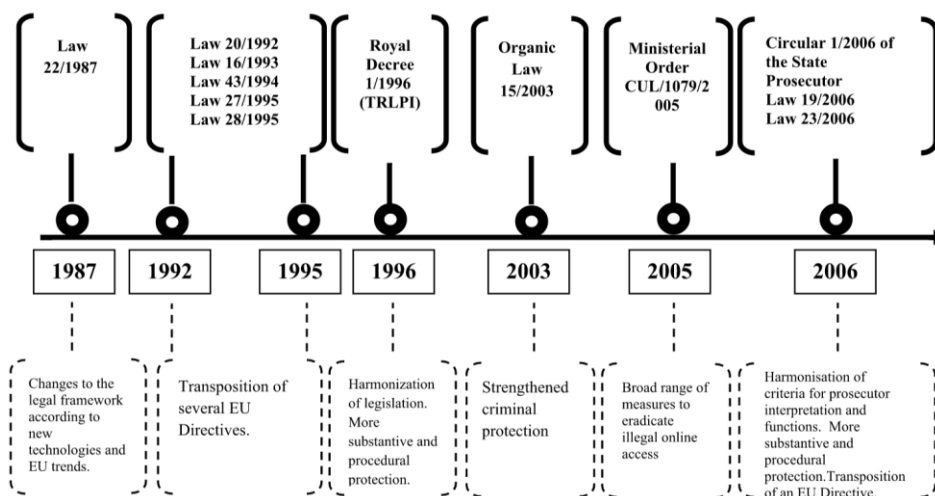 Law
22/1987
Law 20/1992
Law 16/1993
Law 43/1994
Law 27/1995
Law 28/1995
Royal
Decree
1/1996
(TRLPI)
Organic
Law
15/2003
Ministerial
Order
CUL/1079/2
005
Circular 1/2006 of
the State
Prosecutor
Law 19/2006
Law 23/2006
1987
1992
1995
1996
2003
2005
2006
Changes to the
legal framework
according to
new
technologies and
EU trends.
Transposition of
several EU
Directives.
Harmonization
of legislation.
More
substantive and
procedural
protection.
Strengthened
criminal
protection
Broad range of
measures to
eradicate
illegal online
access
Harmonisation of
criteria for prosecutor
interpretation and
functions. More
substantive and
procedural
protection.Transposition
of an EU Directive.